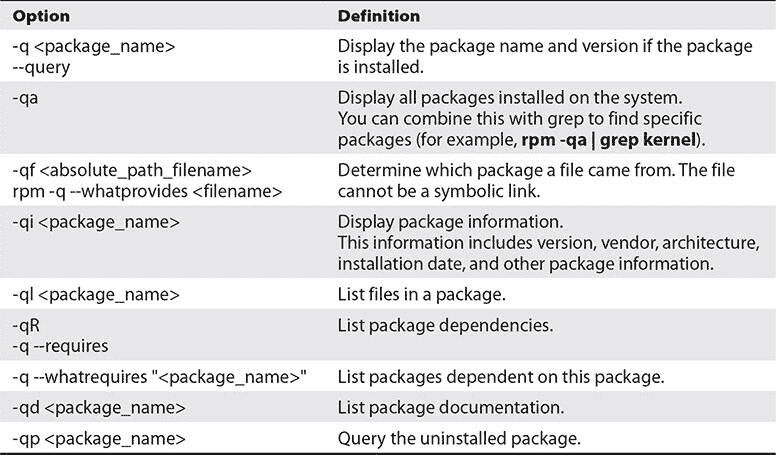 Option Definition
-q <package_name> Display the package name and version if the package
--query is installed.
-qa Display all packages installed on the system.
You can combine this with grep to find specific
packages (for example, rpm -qa | grep kernel).
-qf <absolute_path_filename> Determine which package a file came from. The file
rpm -q --whatprovides <filename> cannot be a symbolic link.
-qi <package_name> Display package information.
This information includes version, vendor, architecture,
installation date, and other package information.
-ql <package_name> List files in a package.
-qR List package dependencies.
-q --requires
-q --whatrequires "<package_name>" List packages dependent on this package.
-qd <package_name> List package documentation.
-qp <package_name> Query the uninstalled package.